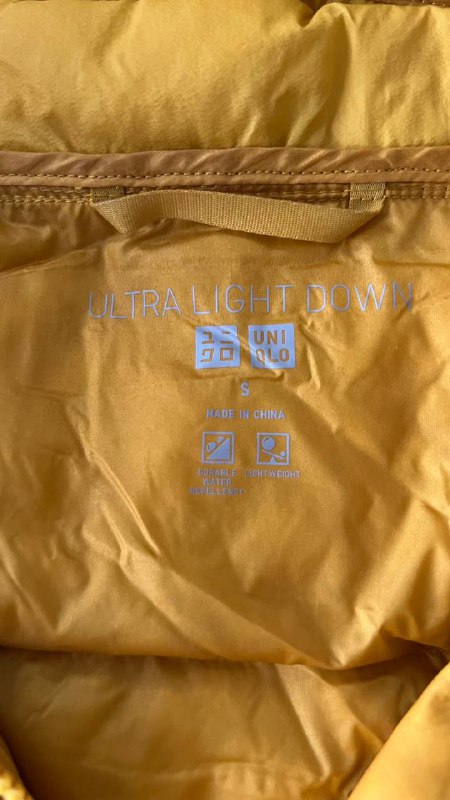 ULTRA LIGHT DOWN
ユニ UNI
クロ QLO
S
MADE IN CHINA
DURABLE LIGHTWEIGHT
WATER
REPELLENCY